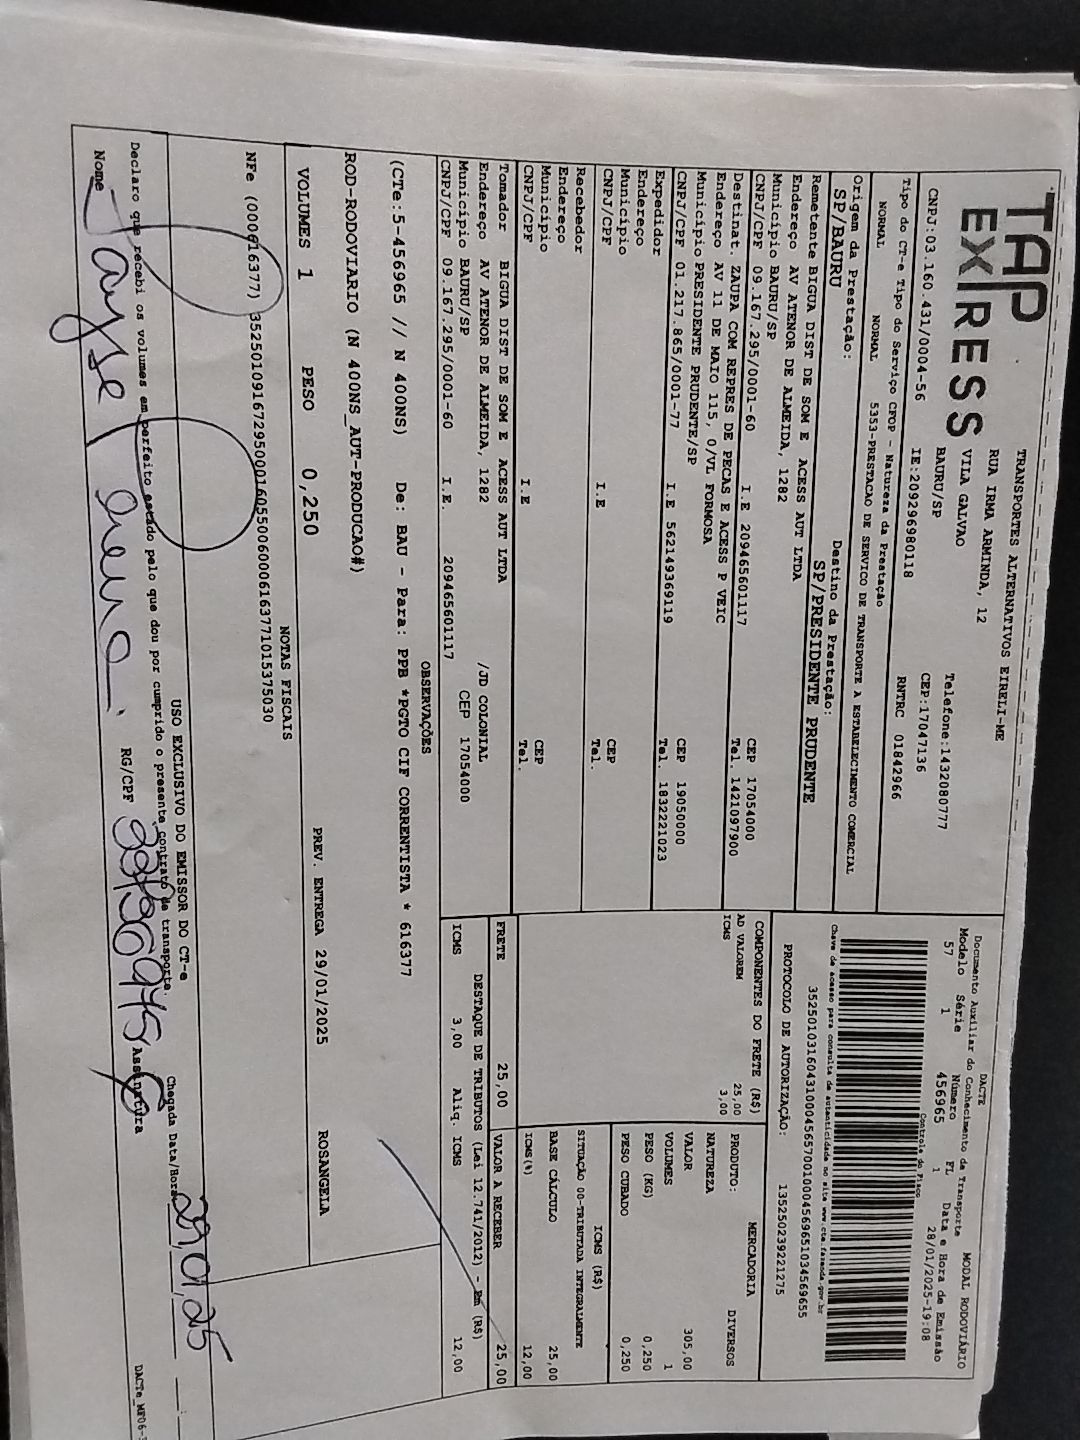 TAP
EXPRESS
TRANSPORTES ALTERNATIVOS EIRELI-ME
RUA IRMA ARMINDA, 12
VILA GALVAO
BAURU/SP
Telefone:1432080777
CEP:17047136
CNPJ:03.160.431/0004-56
IE:209296980118
RNTRC 01842966
DACTE
Documento Auxiliar do Conhecimento de Transporte
MODAL RODOVIÁRIO
Modelo Série Número FL Data e Hora de Emissão
57 1 456965 1 28/01/2025-19:08
Controle do Fisco
Chave de acesso para consulta de autenticidade no site www.cte.fazenda.gov.br
35250103160431000456570010004569651034569655
PROTOCOLO DE AUTORIZAÇÃO: 135250239221275
Tipo do CT-e Tipo do Serviço CFOP - Natureza da Prestação
NORMAL NORMAL 5353-PRESTACAO DE SERVICO DE TRANSPORTE A ESTABELECIMENTO COMERCIAL
Origem da Prestação: Destino da Prestação:
SP/BAURU SP/PRESIDENTE PRUDENTE
Remetente BIGUA DIST DE SOM E ACESS AUT LTDA
Endereço AV ATENOR DE ALMEIDA, 1282
Município BAURU/SP CEP 17054000
CNPJ/CPF 09.167.295/0001-60 I.E 209465601117 Tel. 1421097900
Destinat. ZAUPA COM REPRES DE PECAS E ACESS P VEIC
Endereço AV 11 DE MAIO 115, 0/VL FORMOSA
Município PRESIDENTE PRUDENTE/SP CEP 19050000
CNPJ/CPF 01.217.865/0001-77 I.E 562149369119 Tel. 1832221023
Expedidor
Endereço
Município CEP
CNPJ/CPF I.E Tel.
Recebedor
Endereço
Município CEP
CNPJ/CPF I.E Tel.
Tomador BIGUA DIST DE SOM E ACESS AUT LTDA
Endereço AV ATENOR DE ALMEIDA, 1282 /JD COLONIAL
Município BAURU/SP CEP 17054000
CNPJ/CPF 09.167.295/0001-60 I.E. 209465601117
COMPONENTES DO FRETE (R$)
AD VALOREM 25,00
ICMS 3,00
PRODUTO: MERCADORIA
NATUREZA DIVERSOS
VALOR 305,00
VOLUMES 1
PESO (KG) 0,250
PESO CUBADO 0,250
ICMS (R$)
SITUAÇÃO 00-TRIBUTADA INTEGRALMENTE
BASE CÁLCULO 25,00
ICMS(%) 12,00
FRETE 25,00 VALOR A RECEBER 25,00
DESTAQUE DE TRIBUTOS (Lei 12.741/2012) - Em (R$)
ICMS 3,00 Aliq. ICMS 12,00
OBSERVAÇÕES
(CTe:5-456965 // N 400NS) De: BAU - Para: PPB *PGTO CIF CORRENTISTA * 616377
ROD-RODOVIARIO (N 400NS_AUT-PRODUCAO#)
VOLUMES 1 PESO 0,250 PREV. ENTREGA 29/01/2025 ROSANGELA
NOTAS FISCAIS
NFe (000616377) 35250109167295000160550060006163771015375030
USO EXCLUSIVO DO EMISSOR DO CT-e
Declaro que recebi os volumes em perfeito estado pelo que dou por cumprido o presente contrato de transporte.
Chegada Data/Hora 29/01/25
Nome RG/CPF Assinatura
DACTe_MF06-